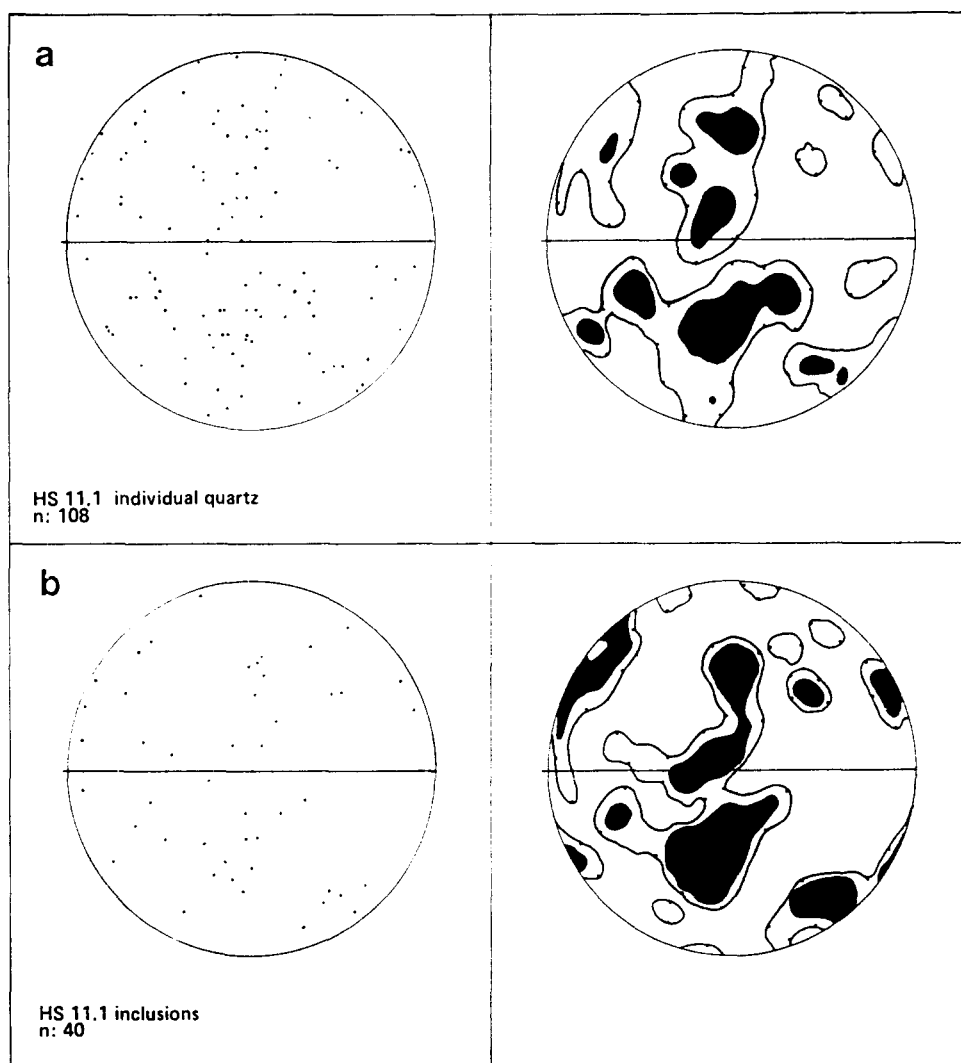 a
HS 11.1 individual quartz
n: 108
b
HS 11.1 inclusions
n: 40